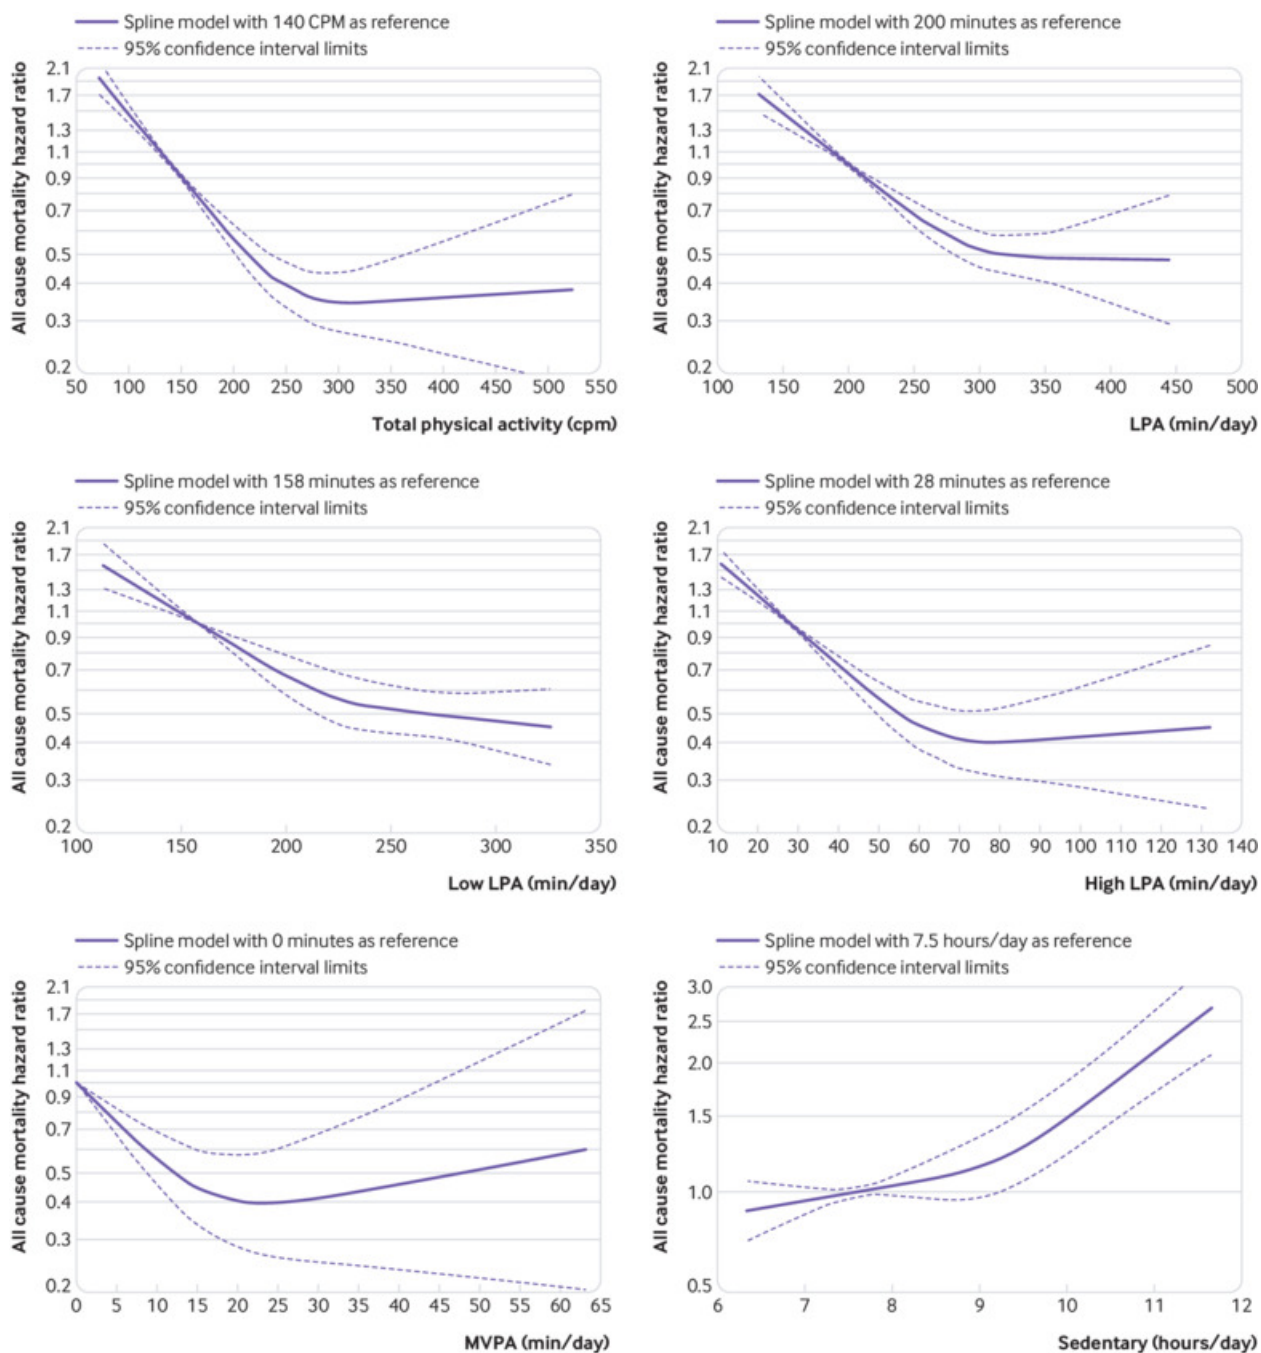 Spline model with 140 CPM as reference
95% confidence interval limits
All cause mortality hazard ratio
2.1
1.7
1.3
1.1
0.9
0.7
0.5
0.4
0.3
0.2
50 100 150 200 250 300 350 400 450 500 550
Total physical activity (cpm)
Spline model with 200 minutes as reference
95% confidence interval limits
All cause mortality hazard ratio
2.1
1.7
1.3
1.1
0.9
0.7
0.5
0.4
0.3
0.2
100 150 200 250 300 350 400 450 500
LPA (min/day)
Spline model with 158 minutes as reference
95% confidence interval limits
All cause mortality hazard ratio
2.1
1.7
1.3
1.1
0.9
0.7
0.5
0.4
0.3
0.2
100 150 200 250 300 350
Low LPA (min/day)
Spline model with 28 minutes as reference
95% confidence interval limits
All cause mortality hazard ratio
2.1
1.7
1.3
1.1
0.9
0.7
0.5
0.4
0.3
0.2
10 20 30 40 50 60 70 80 90 100 110 120 130 140
High LPA (min/day)
Spline model with 0 minutes as reference
95% confidence interval limits
All cause mortality hazard ratio
2.1
1.7
1.3
1.1
0.9
0.7
0.5
0.4
0.3
0.2
0 5 10 15 20 25 30 35 40 45 50 55 60 65
MVPA (min/day)
Spline model with 7.5 hours/day as reference
95% confidence interval limits
All cause mortality hazard ratio
3.0
2.5
2.0
1.5
1.0
0.5
6 7 8 9 10 11 12
Sedentary (hours/day)